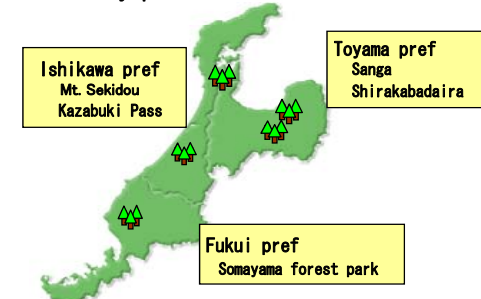 Ishikawa pref
Mt. Sekidou
Kazabuki Pass
Toyama pref
Sanga
Shirakabadaira
Fukui pref
Somayama forest park